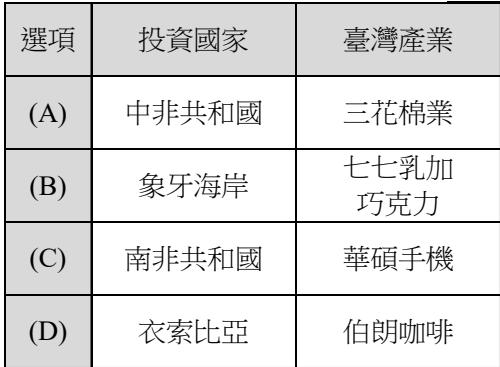 選項 投資國家 臺灣產業
(A) 中非共和國 三花棉業
(B) 象牙海岸 七七乳加
巧克力
(C) 南非共和國 華碩手機
(D) 衣索比亞 伯朗咖啡